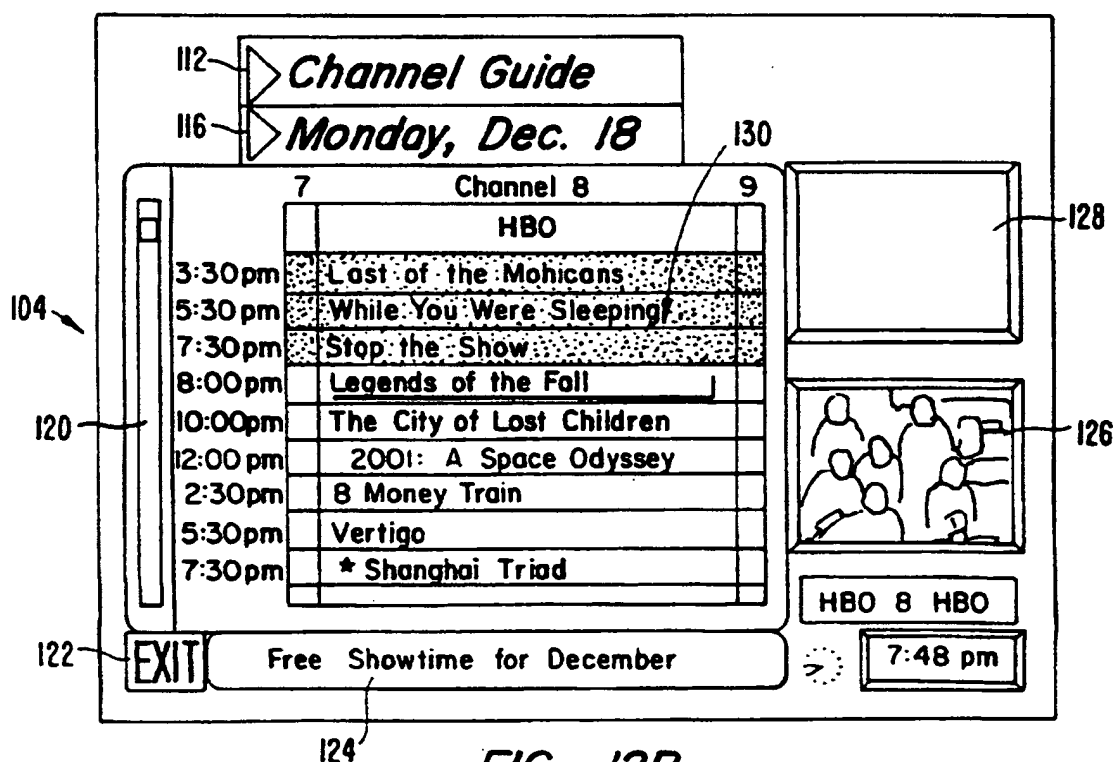 112 Channel Guide
116 Monday, Dec. 18
130
7 Channel 8 9
HBO
128
3:30pm Last of the Mohicans
104 5:30pm While You Were Sleeping
7:30pm Stop the Show
8:00pm Legends of the Fall
120 10:00pm The City of Lost Children
126
12:00 pm 2001: A Space Odyssey
2:30pm 8 Money Train
5:30pm Vertigo
7:30pm * Shanghai Triad
HBO 8 HBO
122 EXIT Free Showtime for December 7:48 pm
124